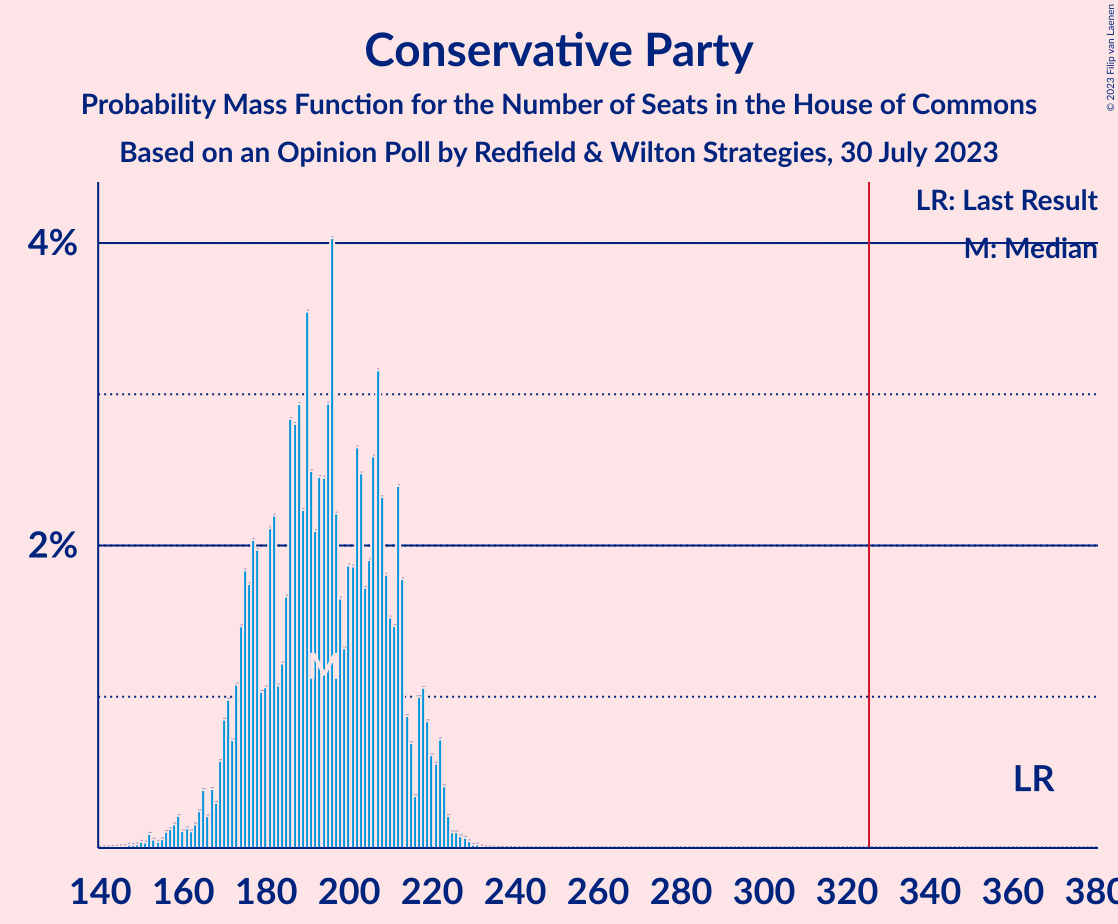 © 2023 Filip van Laenen
Conservative Party
Probability Mass Function for the Number of Seats in the House of Commons
Based on an Opinion Poll by Redfield & Wilton Strategies, 30 July 2023
LR: Last Result
4%
M: Median
2%
M
LR
140 160 180 200 220 240 260 280 300 320 340 360 380